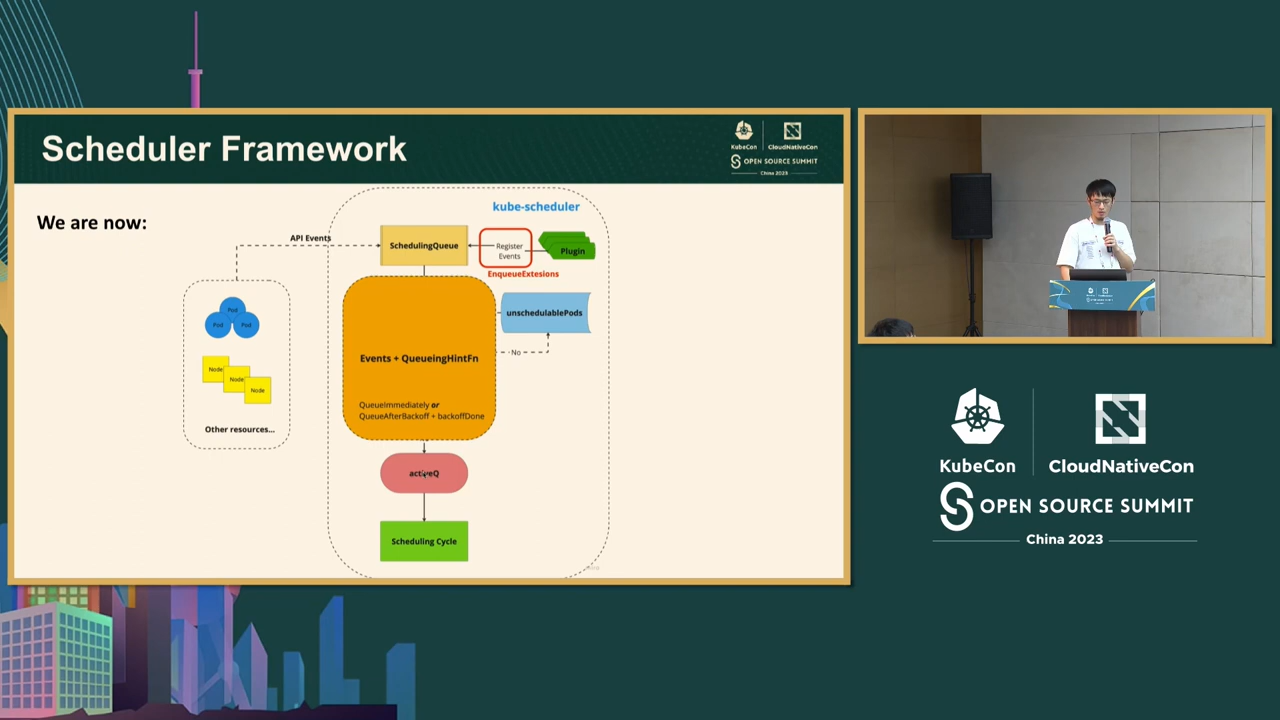 Scheduler Framework
KubeCon
CloudNativeCon
OPEN SOURCE SUMMIT
China 2023
We are now:
kube-scheduler
API Events
SchedulingQueue
Register
Events
Plugin
EnqueueExtesions
Pod
Pod
Pod
unschedulablePods
No
Events + QueueingHintFn
Node
Node
Node
QueueImmediately or
QueueAfterBackoff + backoffDone
Other resources...
activeQ
Scheduling Cycle
KubeCon
CloudNativeCon
OPEN SOURCE SUMMIT
China 2023